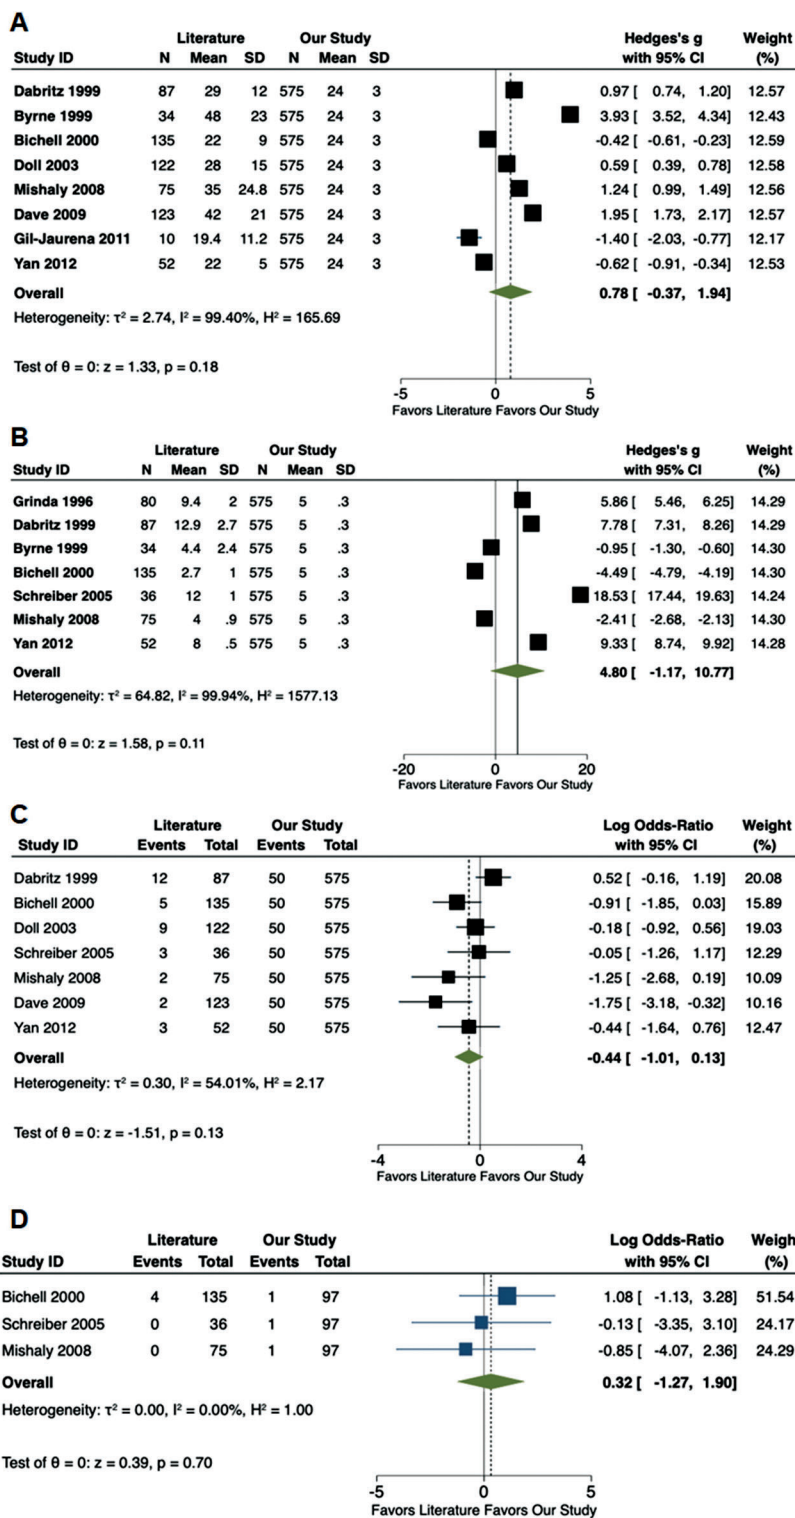 A
Literature Our Study Hedges's g Weight
Study ID N Mean SD N Mean SD with 95% CI (%)
Dabritz 1999 87 29 12 575 24 3 0.97 [ 0.74, 1.20] 12.57
Byrne 1999 34 48 23 575 24 3 3.93 [ 3.52, 4.34] 12.43
Bichell 2000 135 22 9 575 24 3 -0.42 [ -0.61, -0.23] 12.59
Doll 2003 122 28 15 575 24 3 0.59 [ 0.39, 0.78] 12.58
Mishaly 2008 75 35 24.8 575 24 3 1.24 [ 0.99, 1.49] 12.56
Dave 2009 123 42 21 575 24 3 1.95 [ 1.73, 2.17] 12.57
Gil-Jaurena 2011 10 19.4 11.2 575 24 3 -1.40 [ -2.03, -0.77] 12.17
Yan 2012 52 22 5 575 24 3 -0.62 [ -0.91, -0.34] 12.53
Overall 0.78 [ -0.37, 1.94]
Heterogeneity: τ² = 2.74, I² = 99.40%, H² = 165.69
Test of θ = 0: z = 1.33, p = 0.18
-5 0 5
Favors Literature Favors Our Study
B
Literature Our Study Hedges's g Weight
Study ID N Mean SD N Mean SD with 95% CI (%)
Grinda 1996 80 9.4 2 575 5 .3 5.86 [ 5.46, 6.25] 14.29
Dabritz 1999 87 12.9 2.7 575 5 .3 7.78 [ 7.31, 8.26] 14.29
Byrne 1999 34 4.4 2.4 575 5 .3 -0.95 [ -1.30, -0.60] 14.30
Bichell 2000 135 2.7 1 575 5 .3 -4.49 [ -4.79, -4.19] 14.30
Schreiber 2005 36 12 1 575 5 .3 18.53 [ 17.44, 19.63] 14.24
Mishaly 2008 75 4 .9 575 5 .3 -2.41 [ -2.68, -2.13] 14.30
Yan 2012 52 8 .5 575 5 .3 9.33 [ 8.74, 9.92] 14.28
Overall 4.80 [ -1.17, 10.77]
Heterogeneity: τ² = 64.82, I² = 99.94%, H² = 1577.13
Test of θ = 0: z = 1.58, p = 0.11
-20 0 20
Favors Literature Favors Our Study
C
Literature Our Study Log Odds-Ratio Weight
Study ID Events Total Events Total with 95% CI (%)
Dabritz 1999 12 87 50 575 0.52 [ -0.16, 1.19] 20.08
Bichell 2000 5 135 50 575 -0.91 [ -1.85, 0.03] 15.89
Doll 2003 9 122 50 575 -0.18 [ -0.92, 0.56] 19.03
Schreiber 2005 3 36 50 575 -0.05 [ -1.26, 1.17] 12.29
Mishaly 2008 2 75 50 575 -1.25 [ -2.68, 0.19] 10.09
Dave 2009 2 123 50 575 -1.75 [ -3.18, -0.32] 10.16
Yan 2012 3 52 50 575 -0.44 [ -1.64, 0.76] 12.47
Overall -0.44 [ -1.01, 0.13]
Heterogeneity: τ² = 0.30, I² = 54.01%, H² = 2.17
Test of θ = 0: z = -1.51, p = 0.13
-4 0 4
Favors Literature Favors Our Study
D
Literature Our Study Log Odds-Ratio Weigh
Study ID Events Total Events Total with 95% CI (%)
Bichell 2000 4 135 1 97 1.08 [ -1.13, 3.28] 51.54
Schreiber 2005 0 36 1 97 -0.13 [ -3.35, 3.10] 24.17
Mishaly 2008 0 75 1 97 -0.85 [ -4.07, 2.36] 24.29
Overall 0.32 [ -1.27, 1.90]
Heterogeneity: τ² = 0.00, I² = 0.00%, H² = 1.00
Test of θ = 0: z = 0.39, p = 0.70
-5 0 5
Favors Literature Favors Our Study